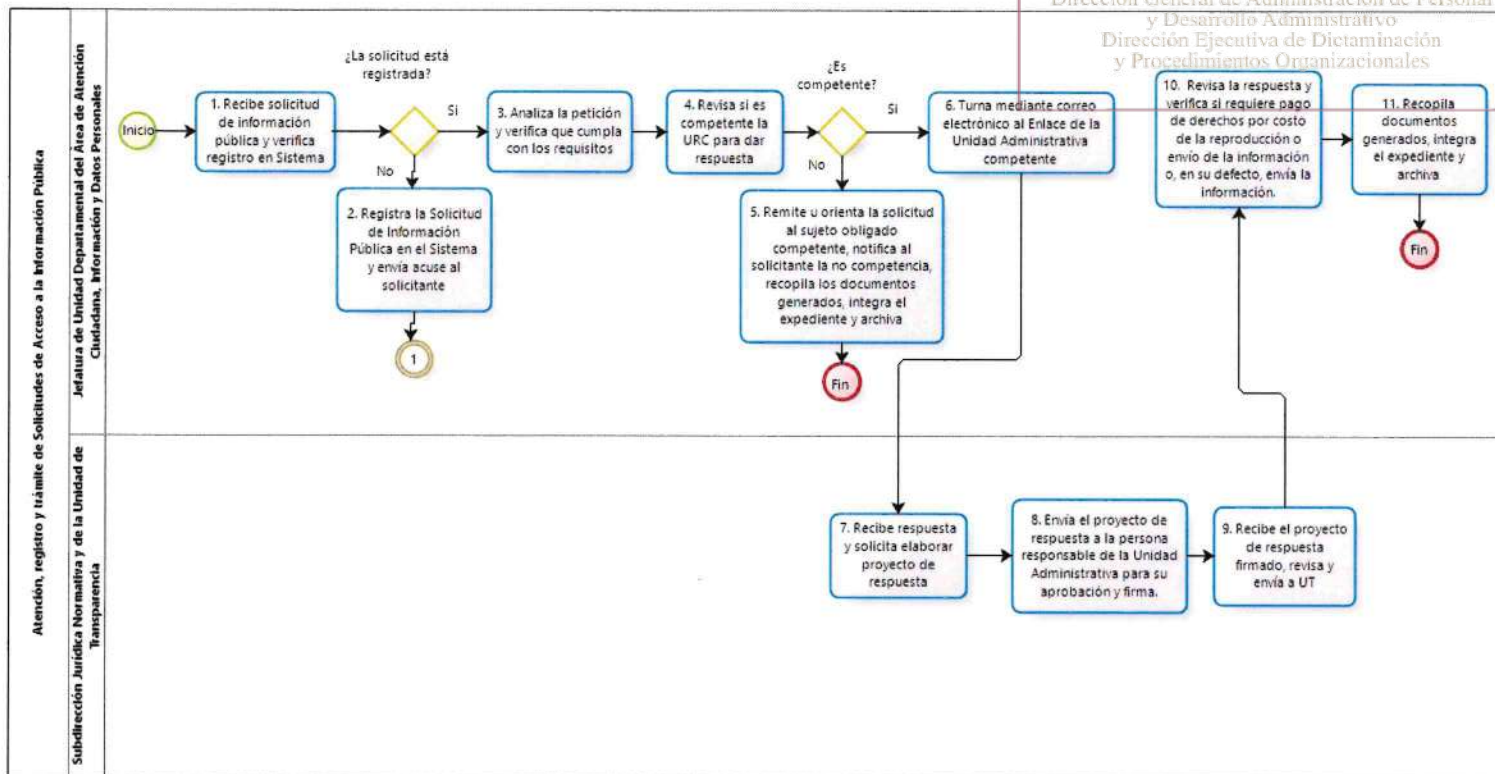 Dirección General de Administración de Personal
y Desarrollo Administrativo
Dirección Ejecutiva de Dictaminación
y Procedimientos Organizacionales
Atención, registro y trámite de Solicitudes de Acceso a la Información Pública
Jefatura de Unidad Departamental del Área de Atención
Ciudadana, Información y Datos Personales
Inicio
1. Recibe solicitud
de información
pública y verifica
registro en Sistema
¿La solicitud está
registrada?
Si
No
2. Registra la Solicitud
de Información
Pública en el Sistema
y envía acuse al
solicitante
1
3. Analiza la petición
y verifica que cumpla
con los requisitos
4. Revisa si es
competente la
URC para dar
respuesta
¿Es
competente?
Si
No
5. Remite u orienta la solicitud
al sujeto obligado
competente, notifica al
solicitante la no competencia,
recopila los documentos
generados, integra el
expediente y archiva
Fin
6. Turna mediante correo
electrónico al Enlace de la
Unidad Administrativa
competente
10. Revisa la respuesta y
verifica si requiere pago
de derechos por costo
de la reproducción o
envío de la información
o, en su defecto, envía la
información.
11. Recopila
documentos
generados, integra
el expediente y
archiva
Fin
Subdirección Jurídica Normativa y de la Unidad de
Transparencia
7. Recibe respuesta
y solicita elaborar
proyecto de
respuesta
8. Envía el proyecto de
respuesta a la persona
responsable de la Unidad
Administrativa para su
aprobación y firma.
9. Recibe el proyecto
de respuesta
firmado, revisa y
envía a UT